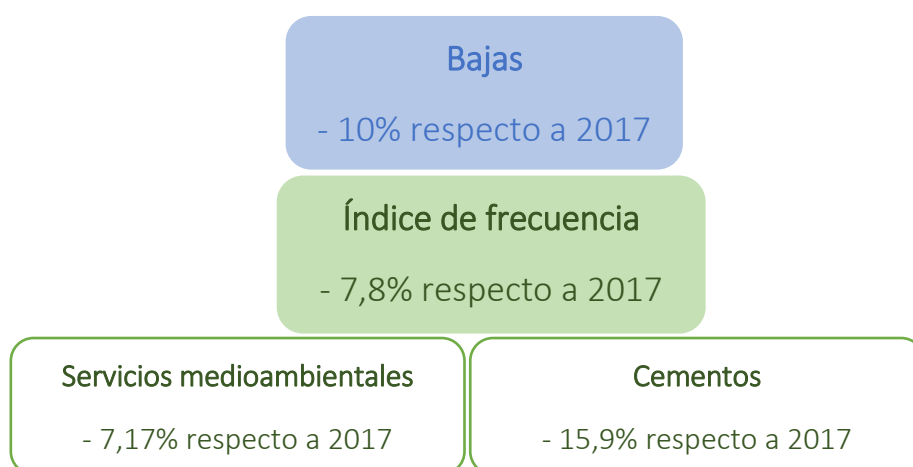 Bajas
- 10% respecto a 2017
Índice de frecuencia
- 7,8% respecto a 2017
Servicios medioambientales
- 7,17% respecto a 2017
Cementos
- 15,9% respecto a 2017